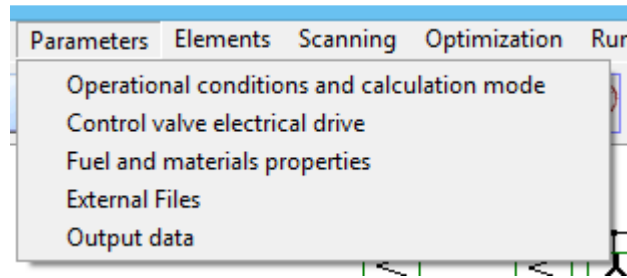 Parameters Elements Scanning Optimization Run
Operational conditions and calculation mode
Control valve electrical drive
Fuel and materials properties
External Files
Output data